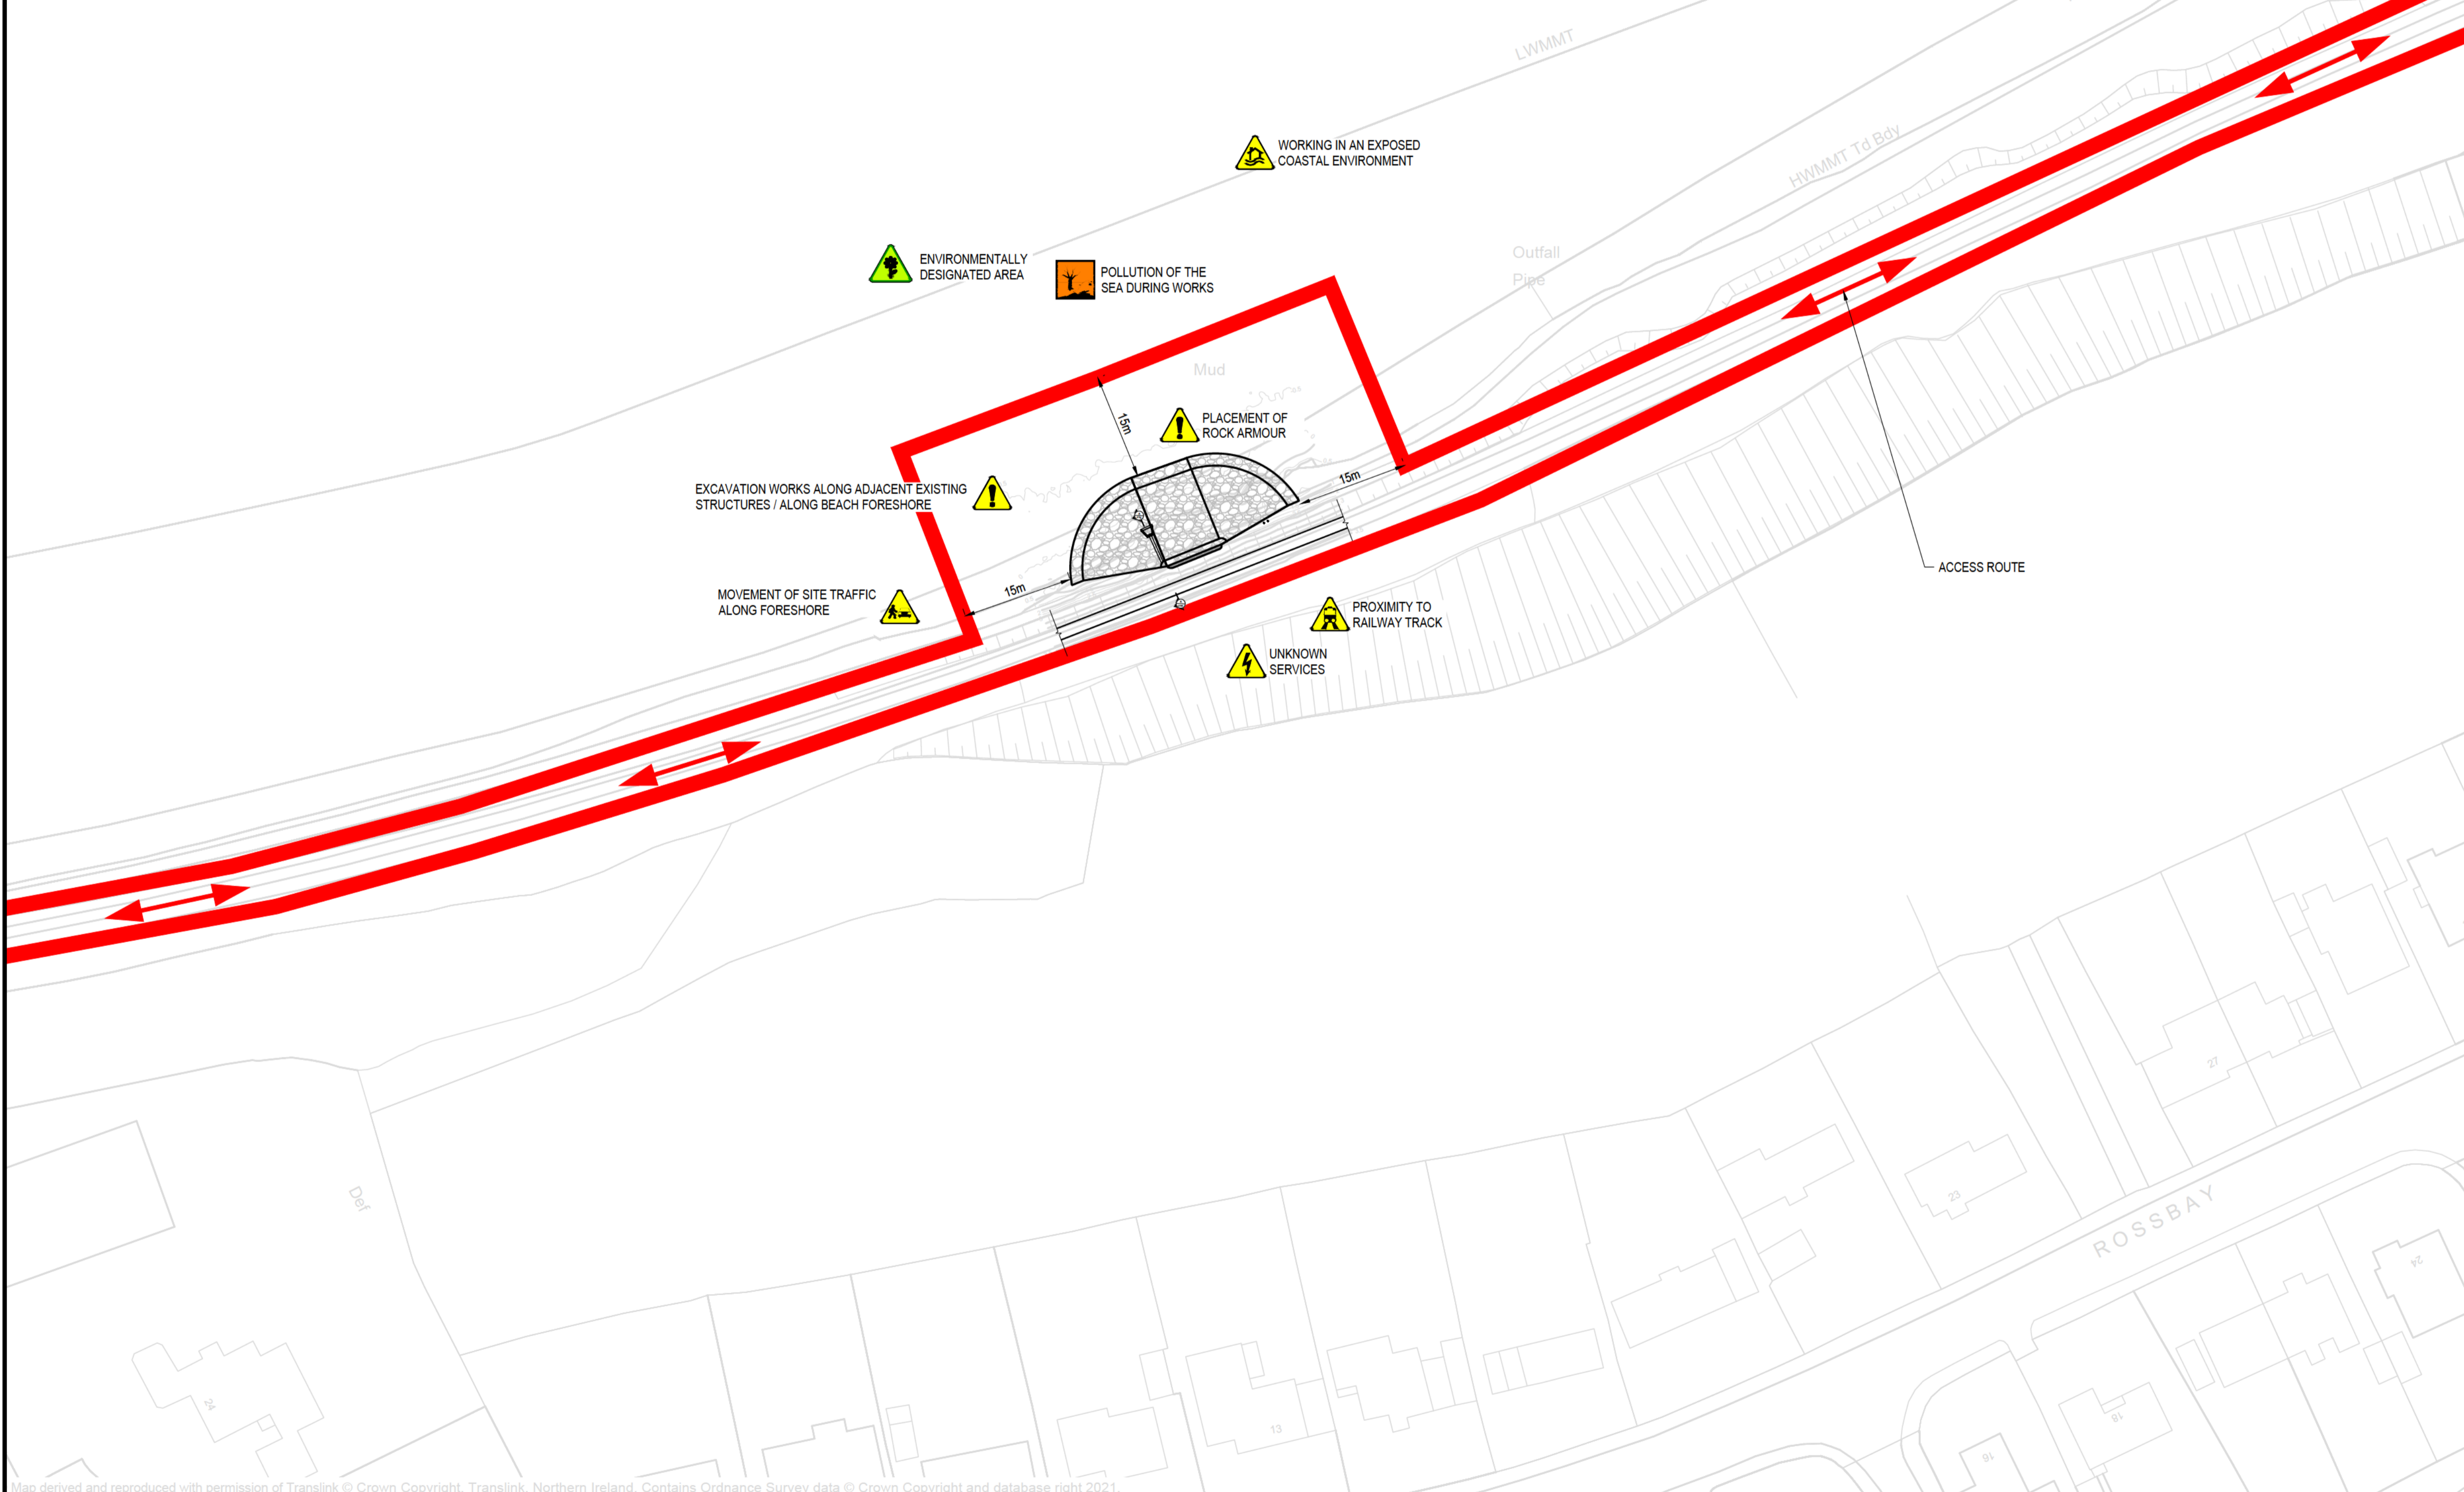 LWMMT
WORKING IN AN EXPOSED
COASTAL ENVIRONMENT
HWMMT Td Bdy
ENVIRONMENTALLY
DESIGNATED AREA
POLLUTION OF THE
SEA DURING WORKS
Outfall
Pipe
Mud
15m
PLACEMENT OF
ROCK ARMOUR
15m
EXCAVATION WORKS ALONG ADJACENT EXISTING
STRUCTURES / ALONG BEACH FORESHORE
15m
MOVEMENT OF SITE TRAFFIC
ALONG FORESHORE
PROXIMITY TO
RAILWAY TRACK
UNKNOWN
SERVICES
ACCESS ROUTE
27
Def
23
ROSSBAY
24
24
13
18
16
Map derived and reproduced with permission of Translink © Crown Copyright, Translink, Northern Ireland. Contains Ordnance Survey data © Crown Copyright and database right 2021.